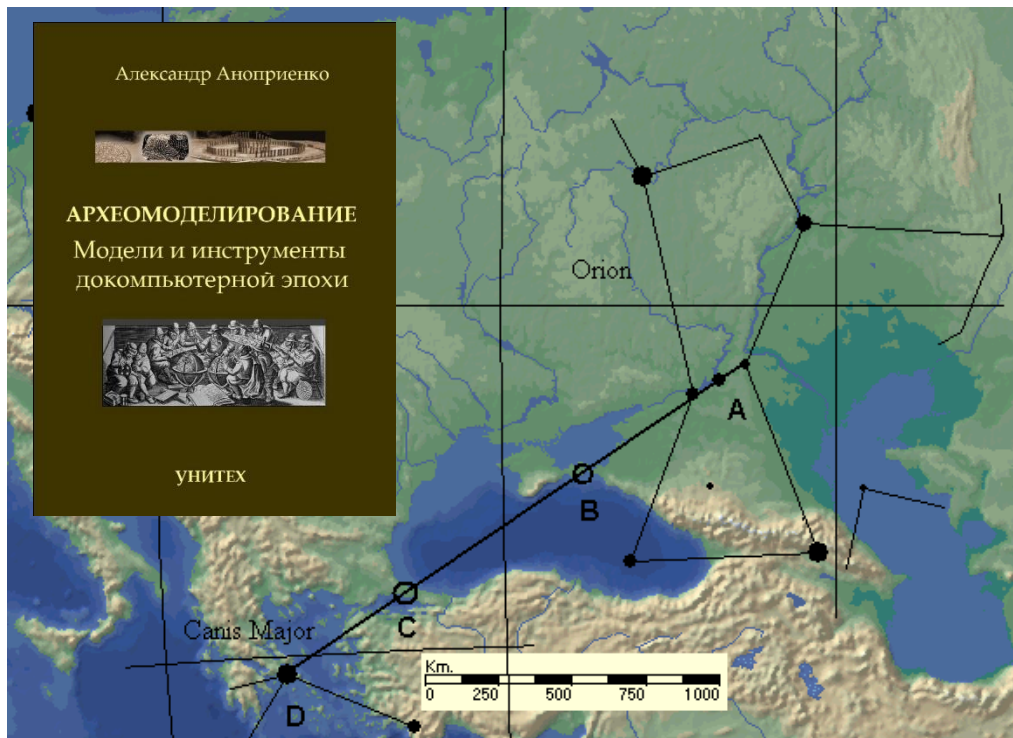 Александр Аноприенко
АРХЕОМОДЕЛИРОВАНИЕ
Модели и инструменты
докомпьютерной эпохи
УНИТЕХ
Orion
A
B
C
Canis Major
D
Km.
0 250 500 750 1000